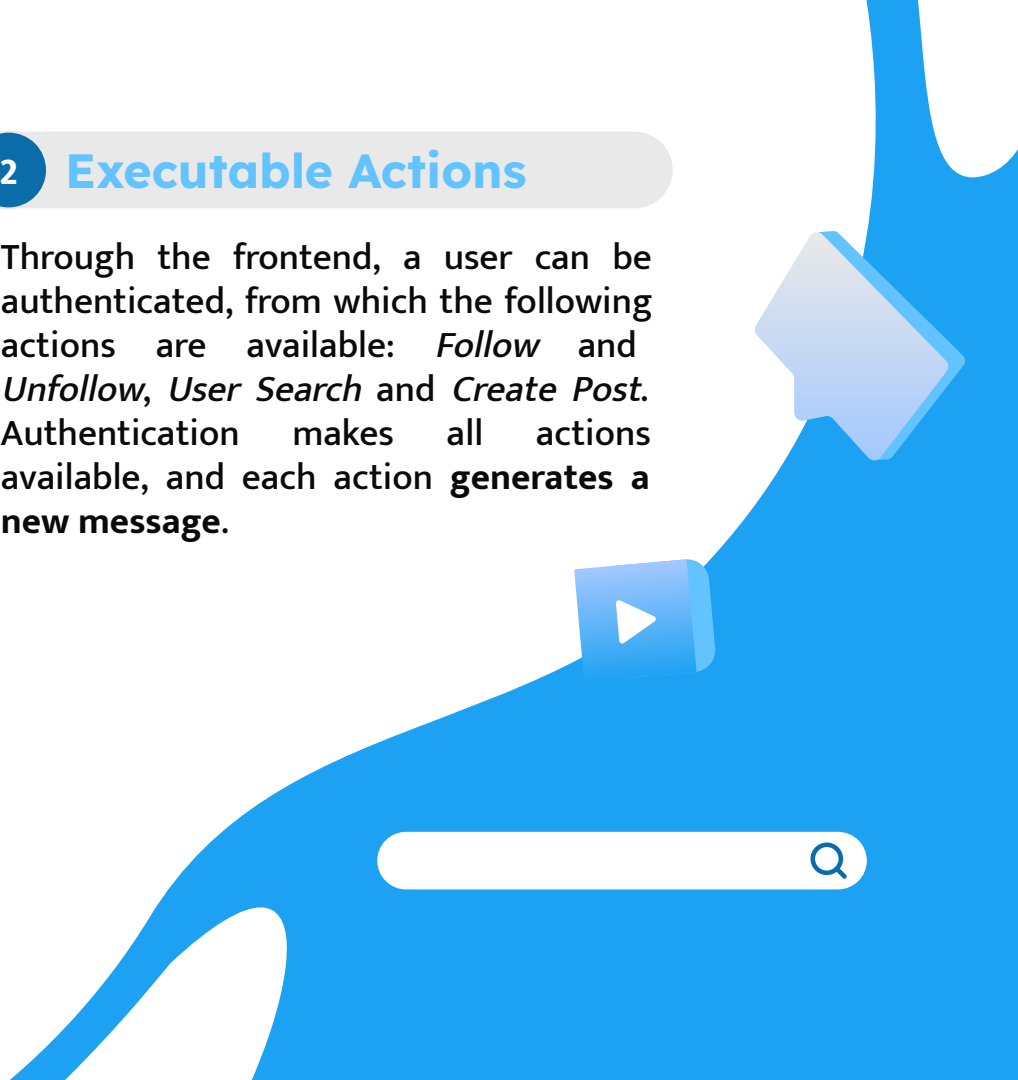 2 Executable Actions
Through the frontend, a user can be
authenticated, from which the following
actions are available: Follow and
Unfollow, User Search and Create Post.
Authentication makes all actions
available, and each action generates a
new message.